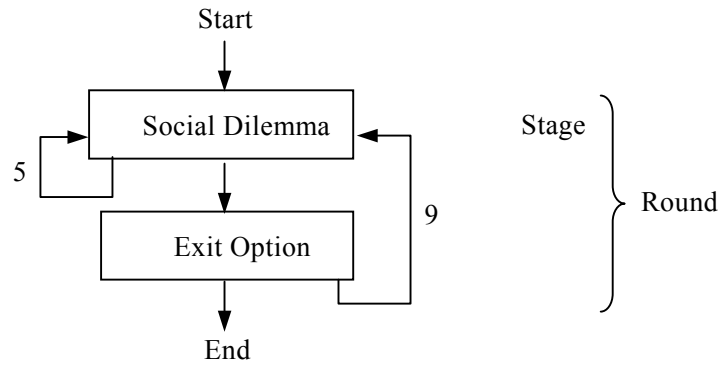 Start
Social Dilemma
Stage
5
Round
9
Exit Option
End